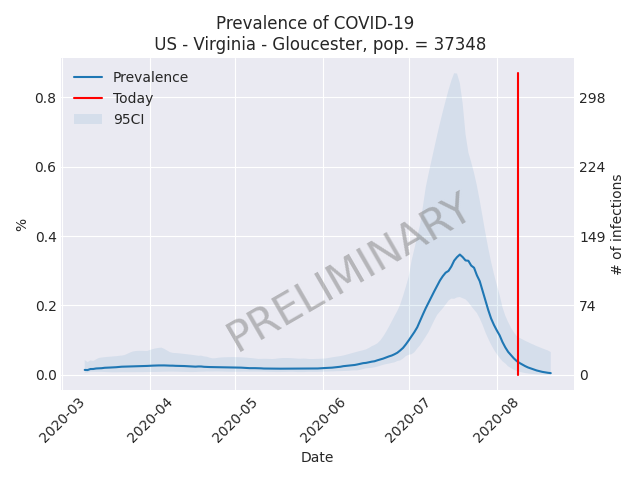 Prevalence of COVID-19
US - Virginia - Gloucester, pop. = 37348
Prevalence
Today
95CI
0.8
0.6
0.4
0.2
0.0
%
298
224
149
74
0
# of infections
PRELIMINARY
2020-03
2020-04
2020-05
2020-06
2020-07
2020-08
Date